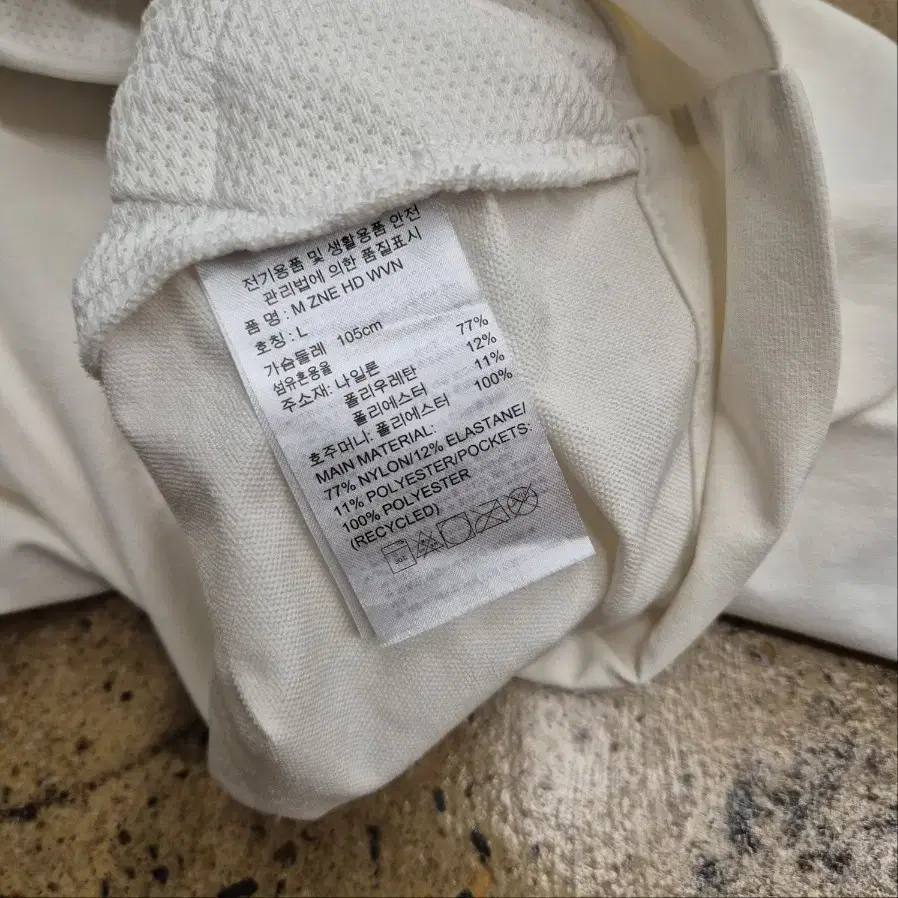 전기용품 및 생활용품 안전
관리법에 의한 품질표시
품 명 : M ZNE HD WVN
호칭 : L
가슴둘레 105cm
섬유혼용율
주소재: 나일론 77%
폴리우레탄 12%
폴리에스터 11%
호주머니: 폴리에스터 100%
MAIN MATERIAL:
77% NYLON/12% ELASTANE/
11% POLYESTER/POCKETS:
100% POLYESTER
(RECYCLED)